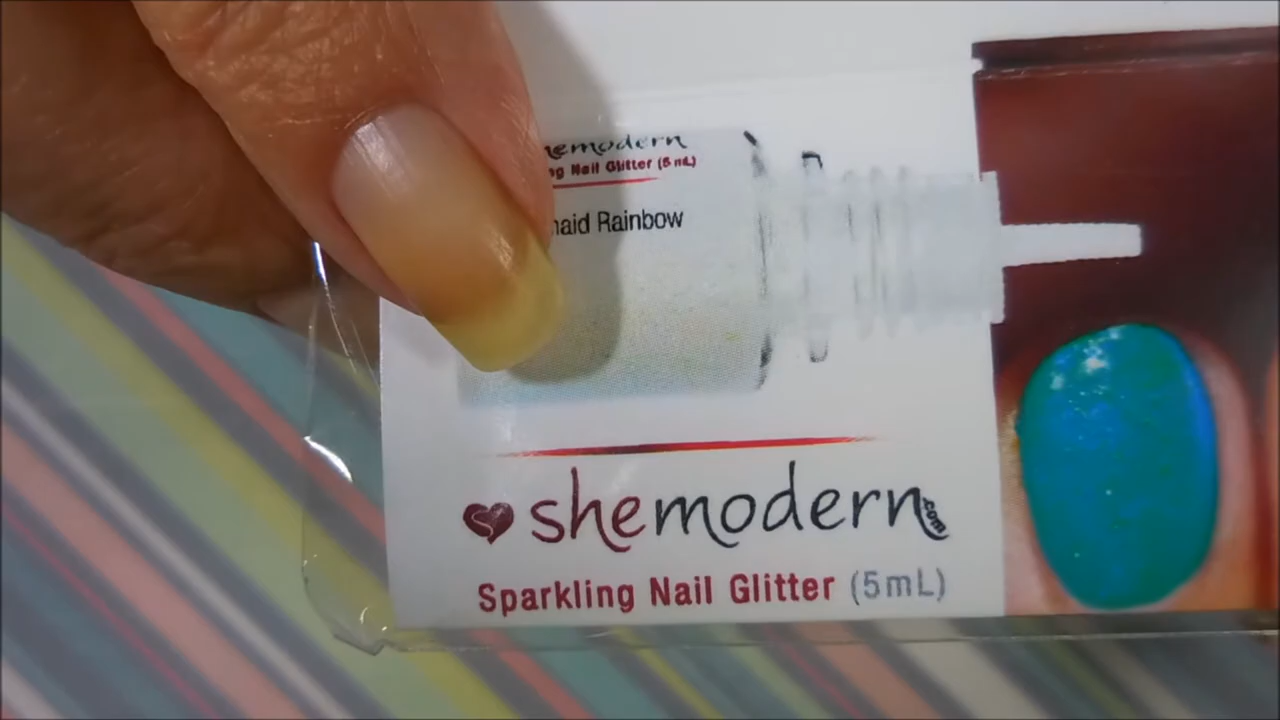 hemodern
ng Nail Glitter (5 mL)
naid Rainbow
shemodern.com
Sparkling Nail Glitter (5mL)